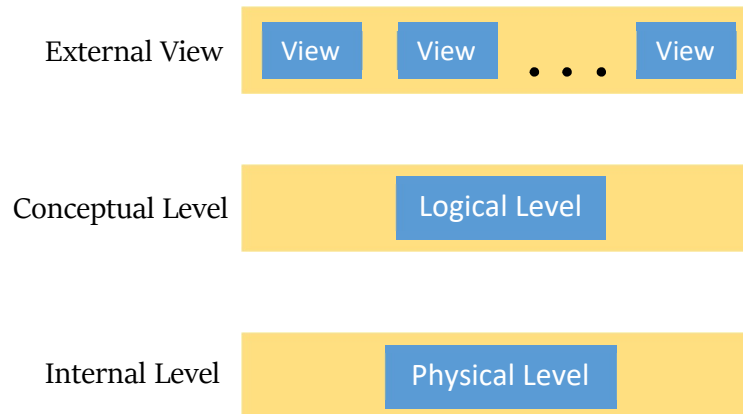 External View
View
View
. . .
View
Conceptual Level
Logical Level
Internal Level
Physical Level